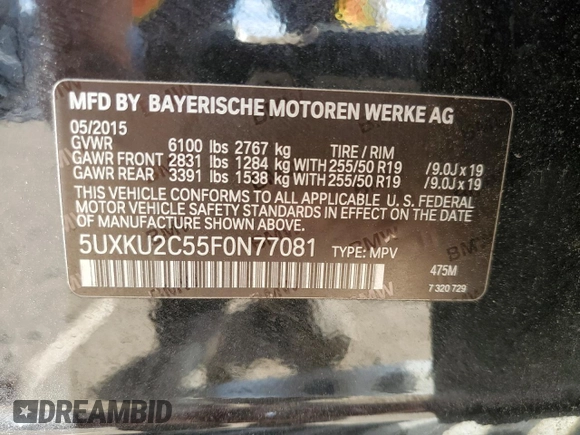 MFD BY BAYERISCHE MOTOREN WERKE AG
05/2015
GVWR 6100 lbs 2767 kg TIRE / RIM
GAWR FRONT 2831 lbs 1284 kg WITH 255/50 R19 /9.0J x 19
GAWR REAR 3391 lbs 1538 kg WITH 255/50 R19 /9.0J x 19
THIS VEHICLE CONFORMS TO ALL APPLICABLE U. S. FEDERAL
MOTOR VEHICLE SAFETY STANDARDS IN EFFECT ON THE DATE
OF MANUFACTURE SHOWN ABOVE.
5UXKU2C55F0N77081 TYPE: MPV
475M
7 320 729
DREAMBID